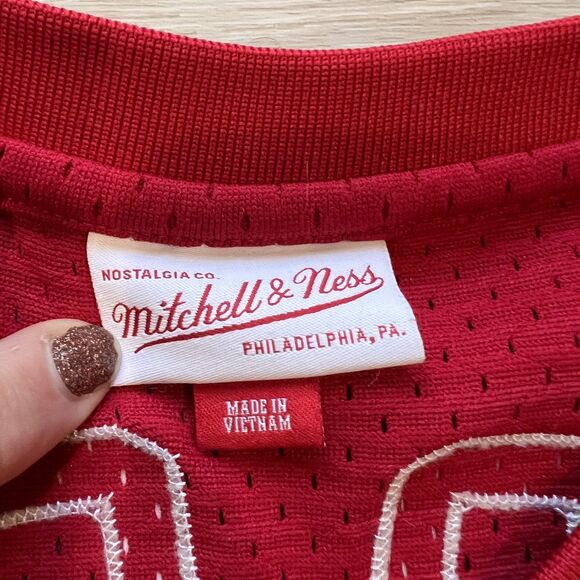 NOSTALGIA CO.
Mitchell & Ness
PHILADELPHIA, PA.
MADE IN
VIETNAM